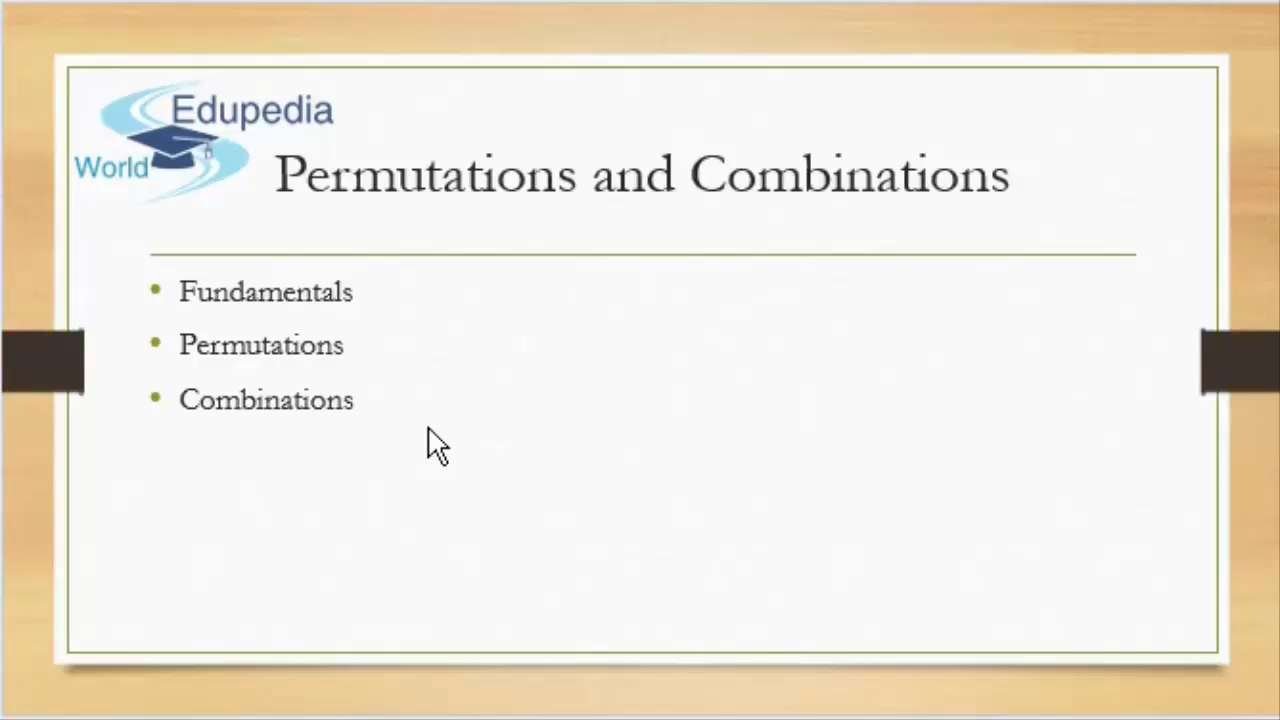 Edupedia
World
Permutations and Combinations
Fundamentals
Permutations
Combinations